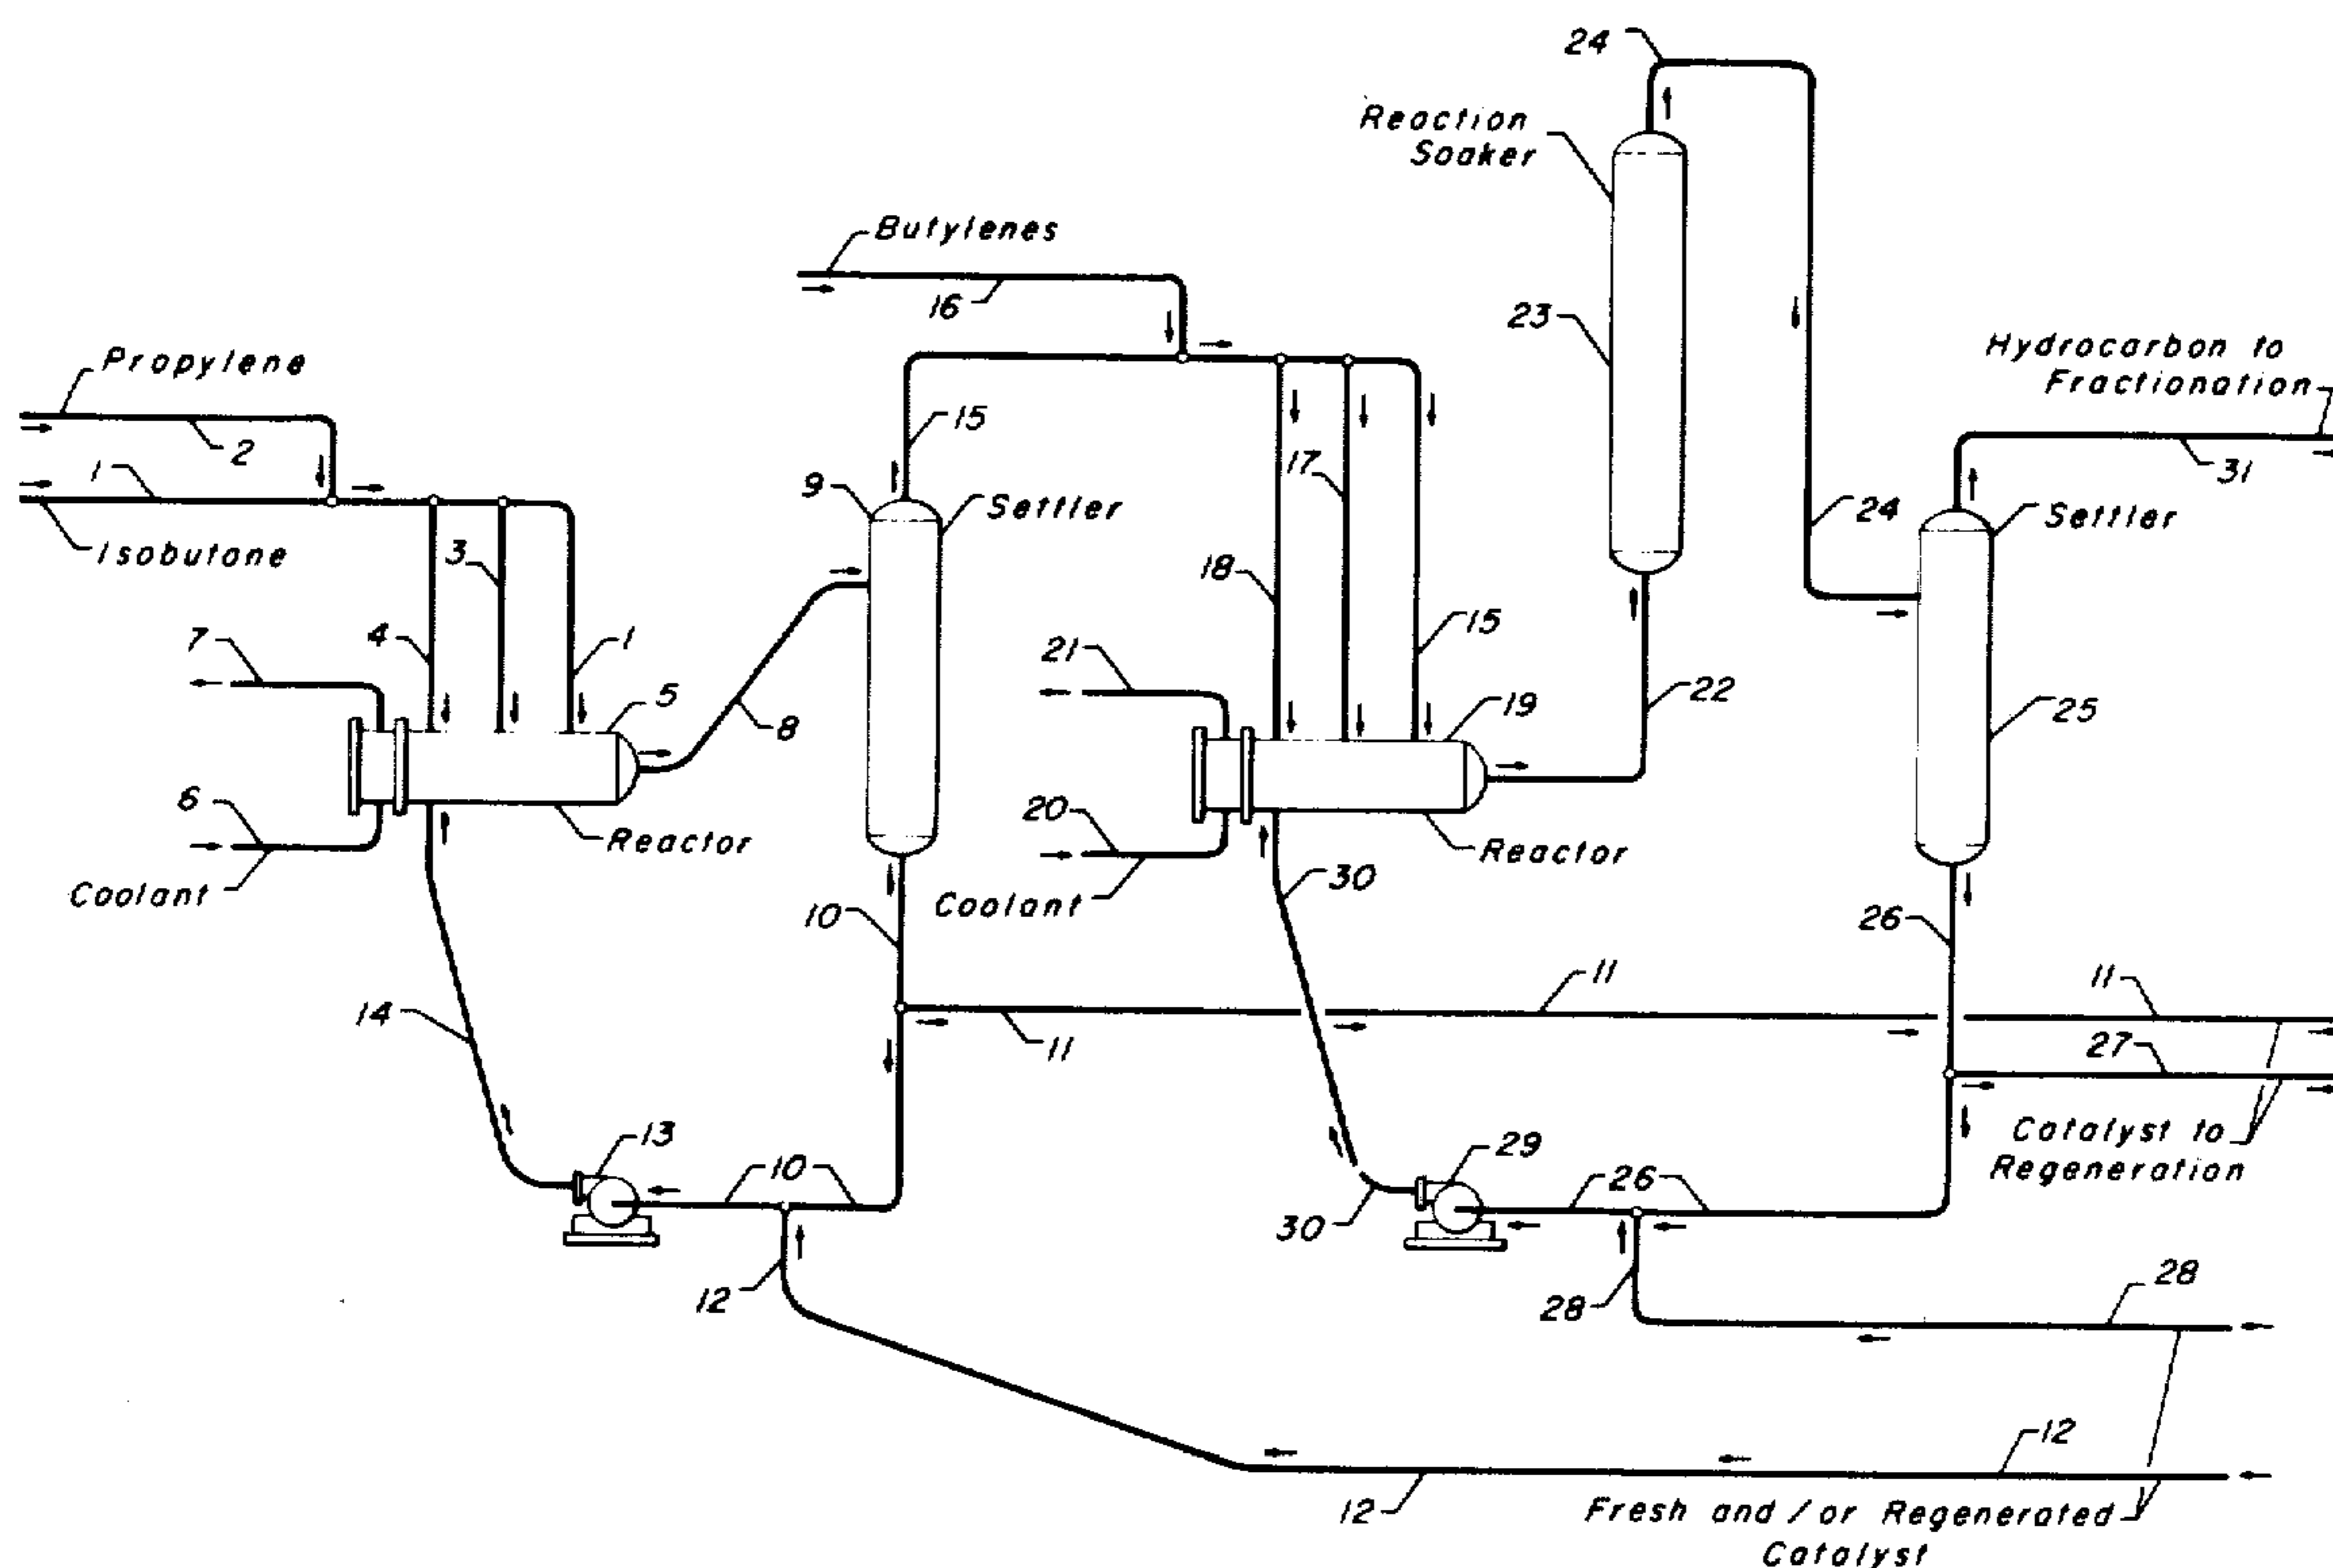 24
Reaction
Soaker
Butylenes
16
23
Hydrocarbon to
Fractionation
Propylene
2
1
Isobutane
15
9
Settler
17
31
24
Settler
3
18
4
1
15
7
5
8
21
19
22
25
6
Reactor
20
Reactor
Coolant
Coolant
30
10
26
14
11
11
11
27
Catalyst to
Regeneration
13
10
29
26
30
12
28
28
12
12
Fresh and/or Regenerated
Catalyst